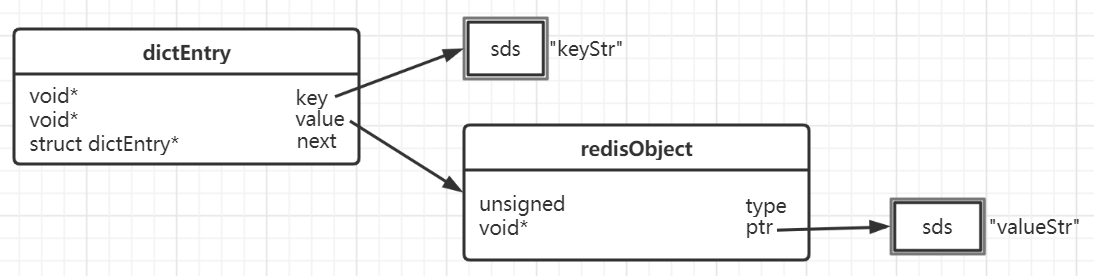 dictEntry
void* key
void* value
struct dictEntry* next
sds "keyStr"
redisObject
unsigned type
void* ptr
sds "valueStr"